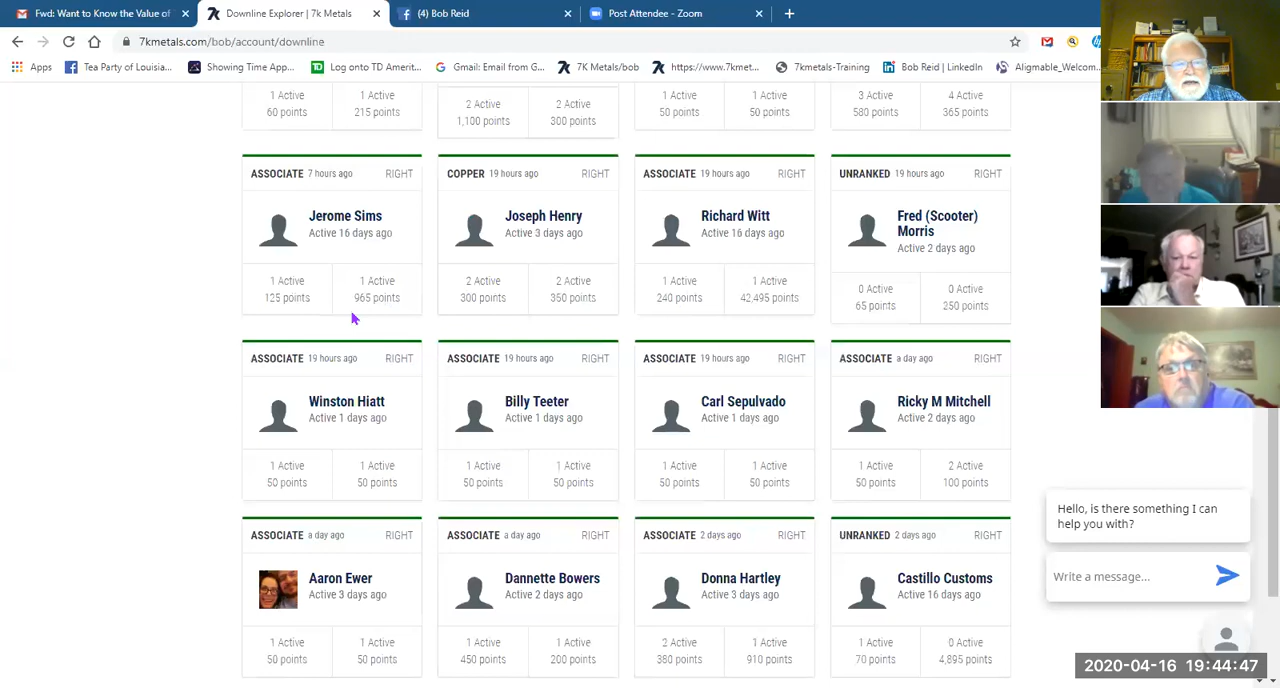 Fwd: Want to Know the Value of
Downline Explorer | 7k Metals
(4) Bob Reid
Post Attendee - Zoom
7kmetals.com/bob/account/downline
Apps
Tea Party of Louisia...
Showing Time App...
Log onto TD Amerit...
Gmail: Email from G...
7K Metals/bob
https://www.7kmet...
7kmetals-Training
Bob Reid | LinkedIn
Alignable_Welcom...
1 Active 1 Active 2 Active 2 Active 1 Active 1 Active 3 Active 4 Active
60 points 215 points 1,100 points 300 points 50 points 50 points 580 points 365 points
ASSOCIATE 7 hours ago RIGHT
Jerome Sims
Active 16 days ago
1 Active 1 Active
125 points 965 points
COPPER 19 hours ago RIGHT
Joseph Henry
Active 3 days ago
2 Active 2 Active
300 points 350 points
ASSOCIATE 19 hours ago RIGHT
Richard Witt
Active 16 days ago
1 Active 1 Active
240 points 42,495 points
UNRANKED 19 hours ago RIGHT
Fred (Scooter)
Morris
Active 2 days ago
0 Active 0 Active
65 points 250 points
ASSOCIATE 19 hours ago RIGHT
Winston Hiatt
Active 1 days ago
1 Active 1 Active
50 points 50 points
ASSOCIATE 19 hours ago RIGHT
Billy Teeter
Active 1 days ago
1 Active 1 Active
50 points 50 points
ASSOCIATE 19 hours ago RIGHT
Carl Sepulvado
Active 1 days ago
1 Active 1 Active
50 points 50 points
ASSOCIATE a day ago RIGHT
Ricky M Mitchell
Active 2 days ago
1 Active 2 Active
50 points 100 points
ASSOCIATE a day ago RIGHT
Aaron Ewer
Active 3 days ago
1 Active 1 Active
50 points 50 points
ASSOCIATE a day ago RIGHT
Dannette Bowers
Active 2 days ago
1 Active 1 Active
450 points 200 points
ASSOCIATE 2 days ago RIGHT
Donna Hartley
Active 3 days ago
2 Active 1 Active
380 points 910 points
UNRANKED 2 days ago RIGHT
Castillo Customs
Active 16 days ago
1 Active 0 Active
70 points 4,895 points
Hello, is there something I can
help you with?
Write a message...
2020-04-16 19:44:47